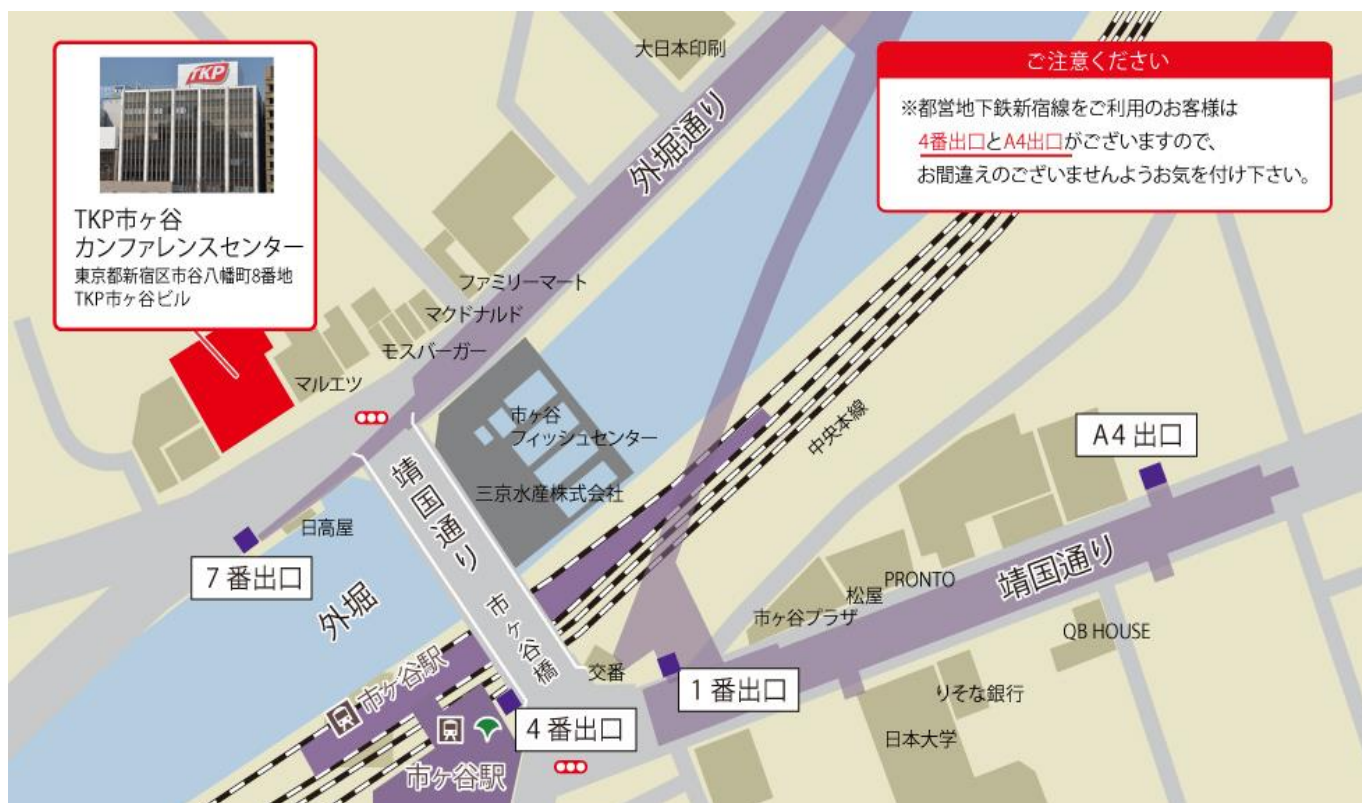 TKP
TKP市ヶ谷
カンファレンスセンター
東京都新宿区市谷八幡町8番地
TKP市ヶ谷ビル
大日本印刷
外堀通り
ご注意ください
※都営地下鉄新宿線をご利用のお客様は
4番出口とA4出口がございますので、
お間違えのございませんようお気を付け下さい。
ファミリーマート
マクドナルド
モスバーガー
マルエツ
市ヶ谷
フィッシュセンター
三京水産株式会社
中央本線
A4出口
靖国通り
日高屋
7番出口
外堀
市ヶ谷橋
靖国通り
PRONTO
松屋
市ヶ谷プラザ
QB HOUSE
交番
1番出口
りそな銀行
日本大学
市ヶ谷駅
4番出口
市ヶ谷駅